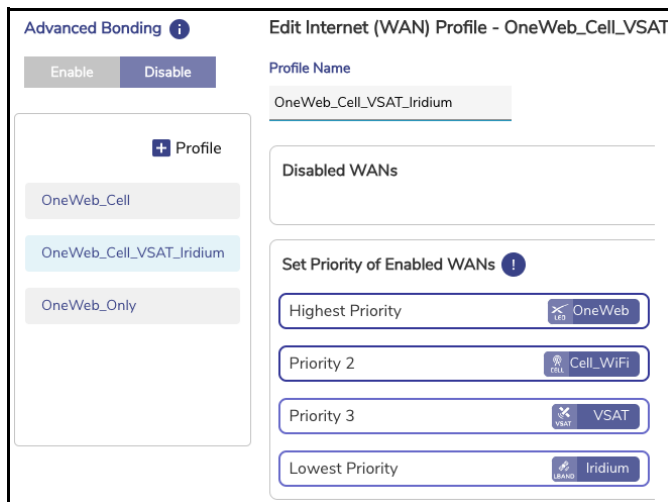 Advanced Bonding i
Enable Disable
+ Profile
OneWeb_Cell
OneWeb_Cell_VSAT_Iridium
OneWeb_Only
Edit Internet (WAN) Profile - OneWeb_Cell_VSAT
Profile Name
OneWeb_Cell_VSAT_Iridium
Disabled WANs
Set Priority of Enabled WANs !
Highest Priority LEO OneWeb
Priority 2 CELL Cell_WiFi
Priority 3 VSAT VSAT
Lowest Priority LBAND Iridium